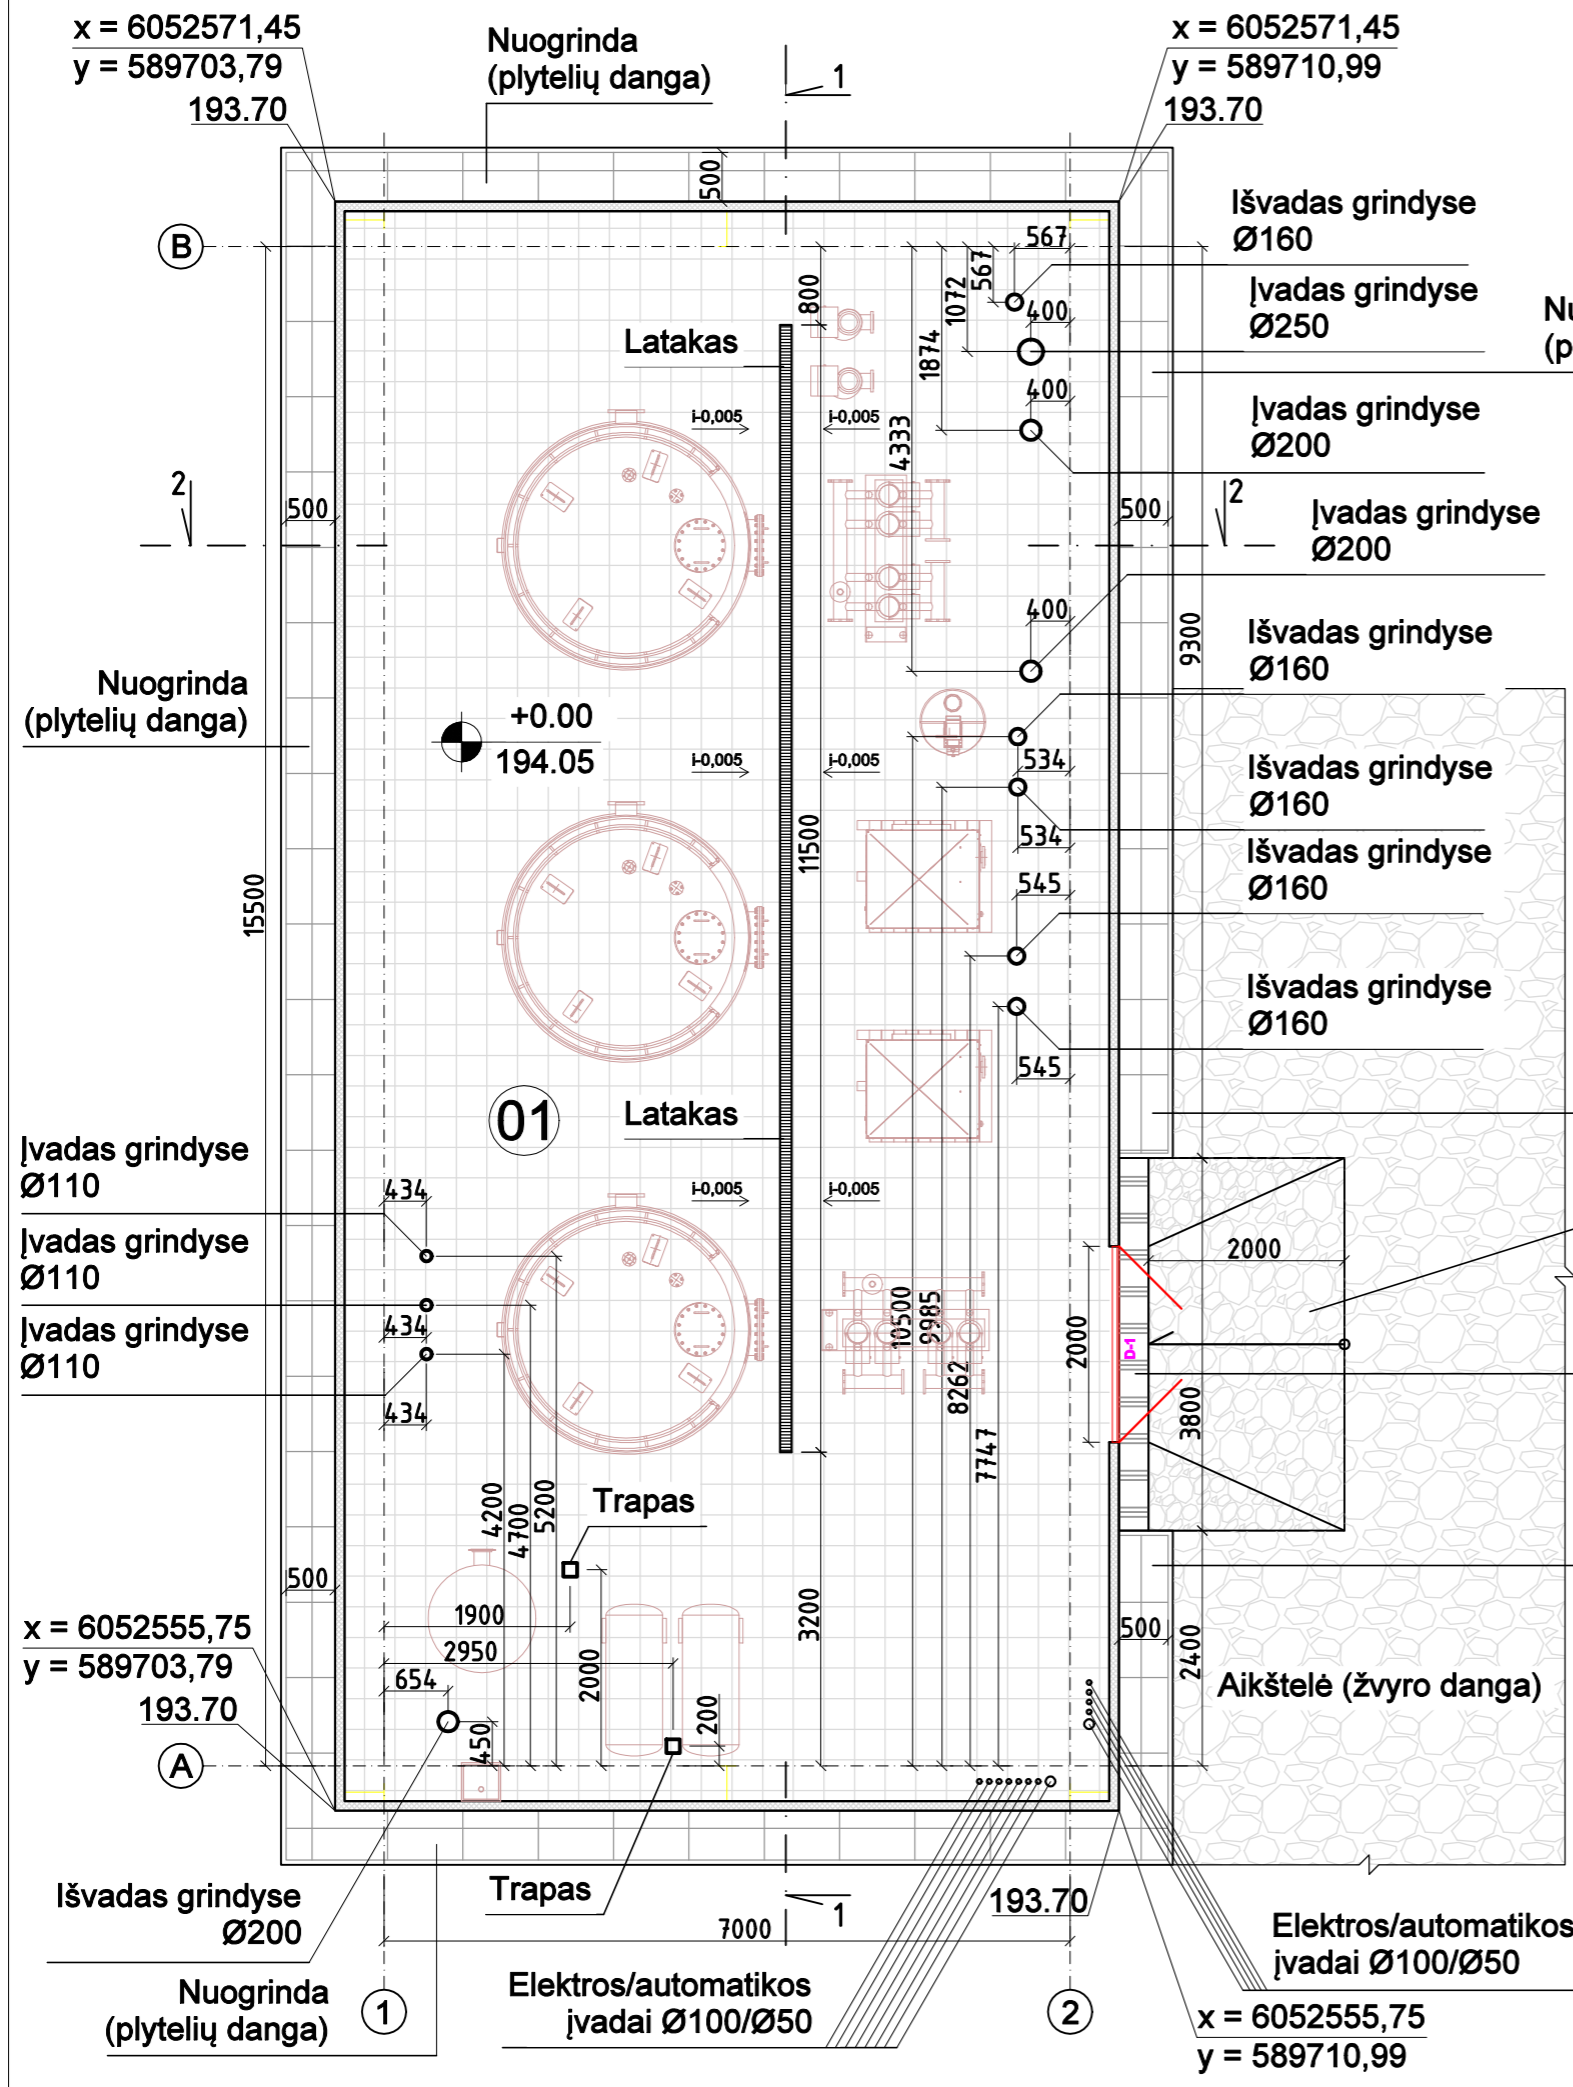 x = 6052571,45
y = 589703,79
193.70
Nuogrinda
(plytelių danga)
1
x = 6052571,45
y = 589710,99
193.70
500
B
567
567
1072
1874
4333
800
400
400
400
Išvadas grindyse
Ø160
Įvadas grindyse
Ø250
Įvadas grindyse
Ø200
Įvadas grindyse
Ø200
Latakas
i-0,005
i-0,005
2
500
500
2
9300
Nuogrinda
(plytelių danga)
+0.00
194.05
i-0,005
i-0,005
534
534
545
545
Išvadas grindyse
Ø160
Išvadas grindyse
Ø160
Išvadas grindyse
Ø160
Išvadas grindyse
Ø160
15500
11500
01
Latakas
Įvadas grindyse
Ø110
Įvadas grindyse
Ø110
Įvadas grindyse
Ø110
434
434
434
i-0,005
i-0,005
10500
9985
8262
7747
2000
D-1
2000
3800
4200
4700
5200
Trapas
500
1900
2950
654
450
2000
200
3200
500
2400
x = 6052555,75
y = 589703,79
193.70
A
Aikštelė (žvyro danga)
Išvadas grindyse
Ø200
Trapas
1
193.70
7000
Nuogrinda
(plytelių danga)
1
Elektros/automatikos
įvadai Ø100/Ø50
2
Elektros/automatikos
įvadai Ø100/Ø50
x = 6052555,75
y = 589710,99